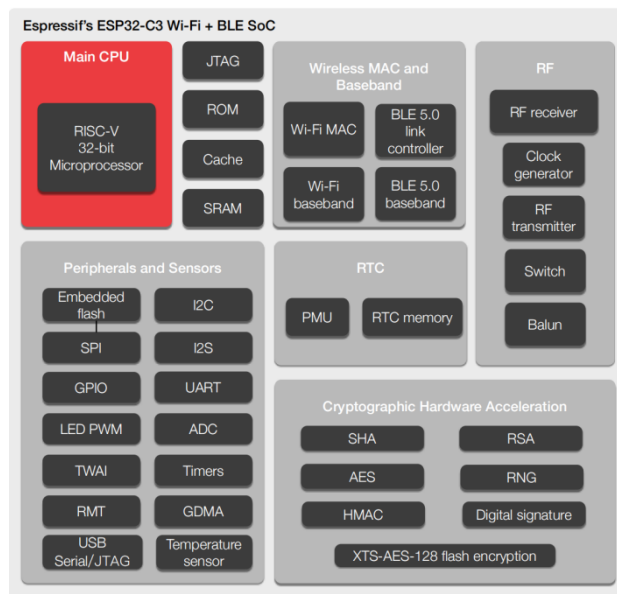 Espressif's ESP32-C3 Wi-Fi + BLE SoC
Main CPU
RISC-V
32-bit
Microprocessor
JTAG
ROM
Cache
SRAM
Wireless MAC and
Baseband
Wi-Fi MAC
BLE 5.0
link
controller
Wi-Fi
baseband
BLE 5.0
baseband
RF
RF receiver
Clock
generator
RF
transmitter
Switch
Balun
Peripherals and Sensors
Embedded
flash
I2C
SPI
I2S
GPIO
UART
LED PWM
ADC
TWAI
Timers
RMT
GDMA
USB
Serial/JTAG
Temperature
sensor
RTC
PMU
RTC memory
Cryptographic Hardware Acceleration
SHA
RSA
AES
RNG
HMAC
Digital signature
XTS-AES-128 flash encryption